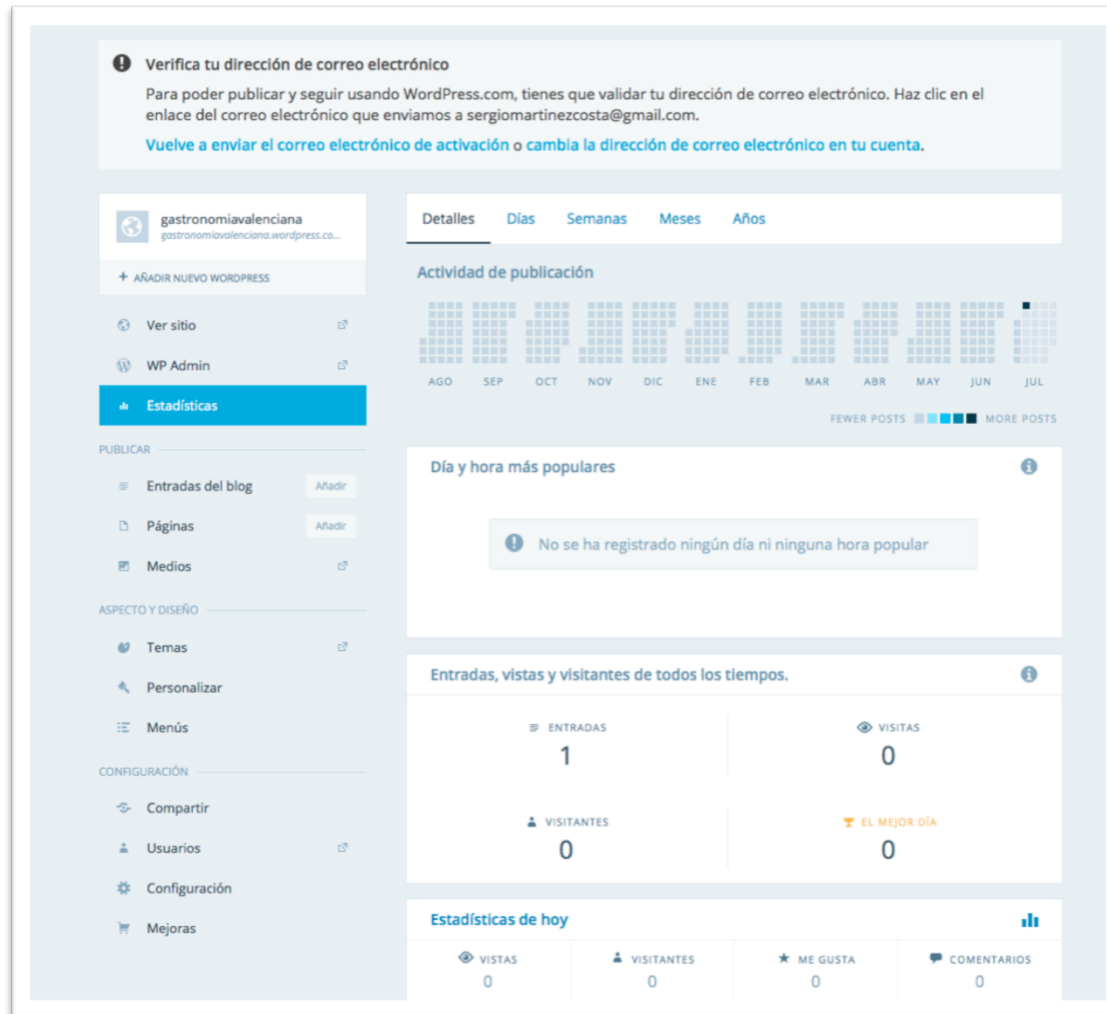 Verifica tu dirección de correo electrónico
Para poder publicar y seguir usando WordPress.com, tienes que validar tu dirección de correo electrónico. Haz clic en el
enlace del correo electrónico que enviamos a sergiomartinezcosta@gmail.com.
Vuelve a enviar el correo electrónico de activación o cambia la dirección de correo electrónico en tu cuenta.
gastronomiavalenciana
gastronomiavalenciana.wordpress.co...
+ AÑADIR NUEVO WORDPRESS
Ver sitio
WP Admin
Estadísticas
PUBLICAR
Entradas del blog Añadir
Páginas Añadir
Medios
ASPECTO Y DISEÑO
Temas
Personalizar
Menús
CONFIGURACIÓN
Compartir
Usuarios
Configuración
Mejoras
Detalles Días Semanas Meses Años
Actividad de publicación
AGO SEP OCT NOV DIC ENE FEB MAR ABR MAY JUN JUL
FEWER POSTS MORE POSTS
Día y hora más populares
No se ha registrado ningún día ni ninguna hora popular
Entradas, vistas y visitantes de todos los tiempos.
ENTRADAS VISITAS
1 0
VISITANTES EL MEJOR DÍA
0 0
Estadísticas de hoy
VISTAS VISITANTES ME GUSTA COMENTARIOS
0 0 0 0